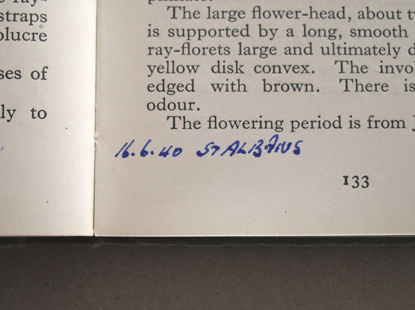 ray-
straps
olucre
ses of
ly to
The large flower-head, about
is supported by a long, smooth
ray-florets large and ultimately d
yellow disk convex. The invol
edged with brown. There is
odour.
The flowering period is from J
16.6.40 ST ALBANS
133